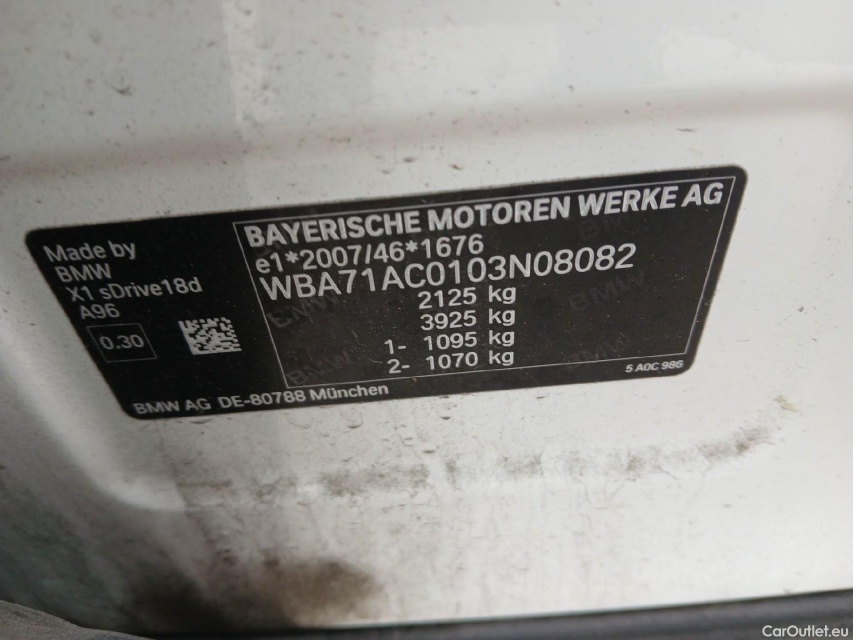 BAYERISCHE MOTOREN WERKE AG
e1*2007/46*1676
WBA71AC0103N08082
2125 kg
3925 kg
1- 1095 kg
2- 1070 kg
Made by
BMW
X1 sDrive18d
A96
0.30
5 A0C 986
BMW AG DE-80788 München
CarOutlet.eu